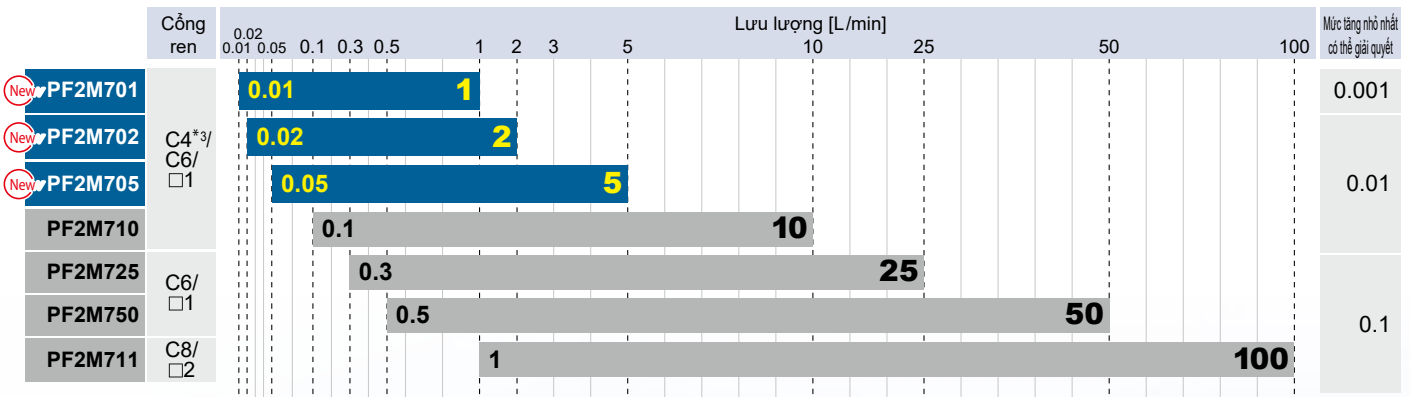 Cổng ren
Lưu lượng [L/min]
Mức tăng nhỏ nhất có thể giải quyết
0.01 0.02 0.05 0.1 0.3 0.5 1 2 3 5 10 25 50 100
New PF2M701
0.01 1
0.001
New PF2M702
C4*3/
C6/
□1
0.02 2
New PF2M705
0.05 5
0.01
PF2M710
0.1 10
PF2M725
C6/
□1
0.3 25
PF2M750
0.5 50
0.1
PF2M711
C8/
□2
1 100